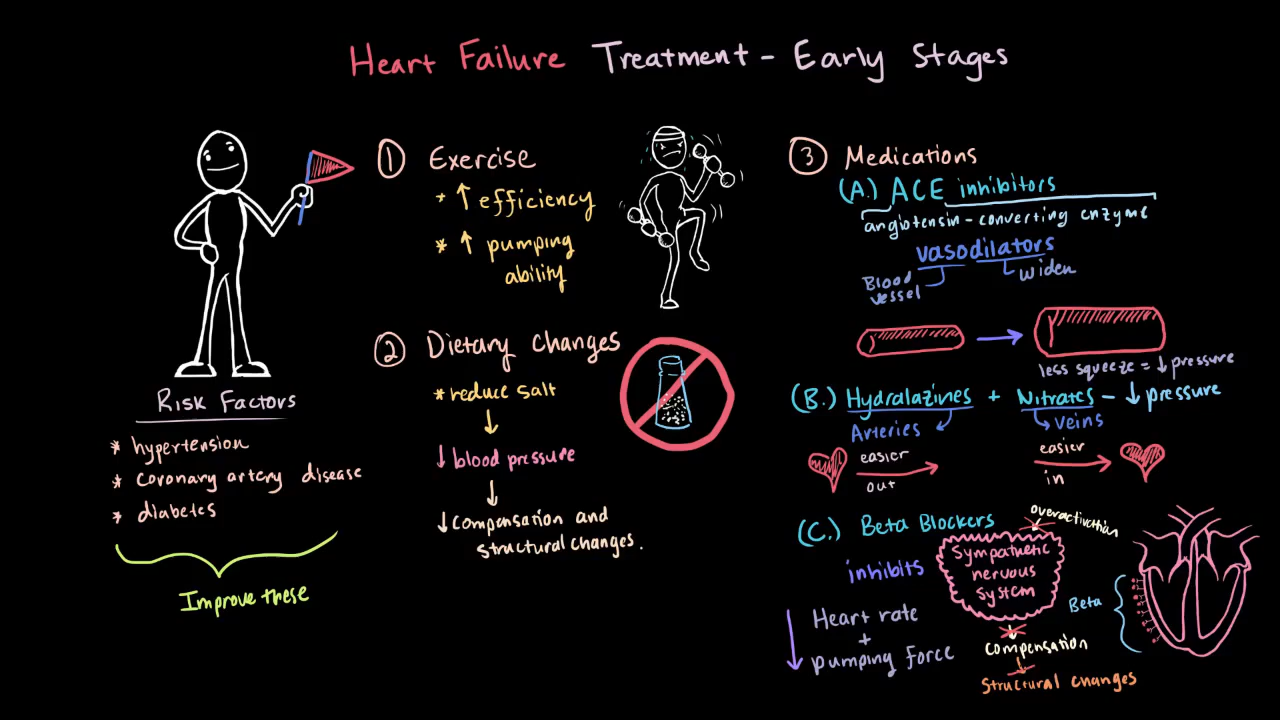 Heart Failure Treatment - Early Stages
Risk Factors
* hypertension
* coronary artery disease
* diabetes
Improve these
① Exercise
* ↑ efficiency
* ↑ pumping
ability
② Dietary Changes
* reduce salt
↓
↓ blood pressure
↓
↓ compensation and
structural changes.
③ Medications
(A.) ACE inhibitors
angiotensin - converting enzyme
vasodilators
Blood
vessel
widen
less squeeze = ↓ pressure
(B.) Hydralazines + Nitrates - ↓ pressure
Arteries
Veins
easier
out
easier
in
(C.) Beta Blockers
overactivation
inhibits
Sympathetic
nervous
system
Beta
↓ Heart rate
+
pumping force
compensation
Structural changes